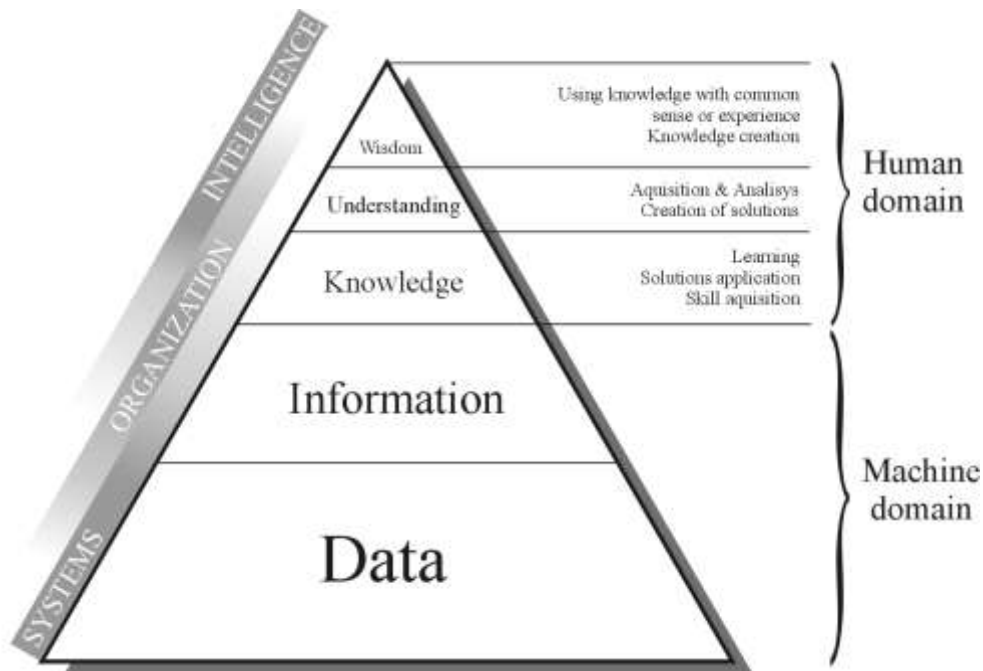 INTELLIGENCE
ORGANIZATION
SYSTEMS
Wisdom
Understanding
Knowledge
Information
Data
Using knowledge with common
sense or experience
Knowledge creation
Aquisition & Analisys
Creation of solutions
Learning
Solutions application
Skill aquisition
Human
domain
Machine
domain